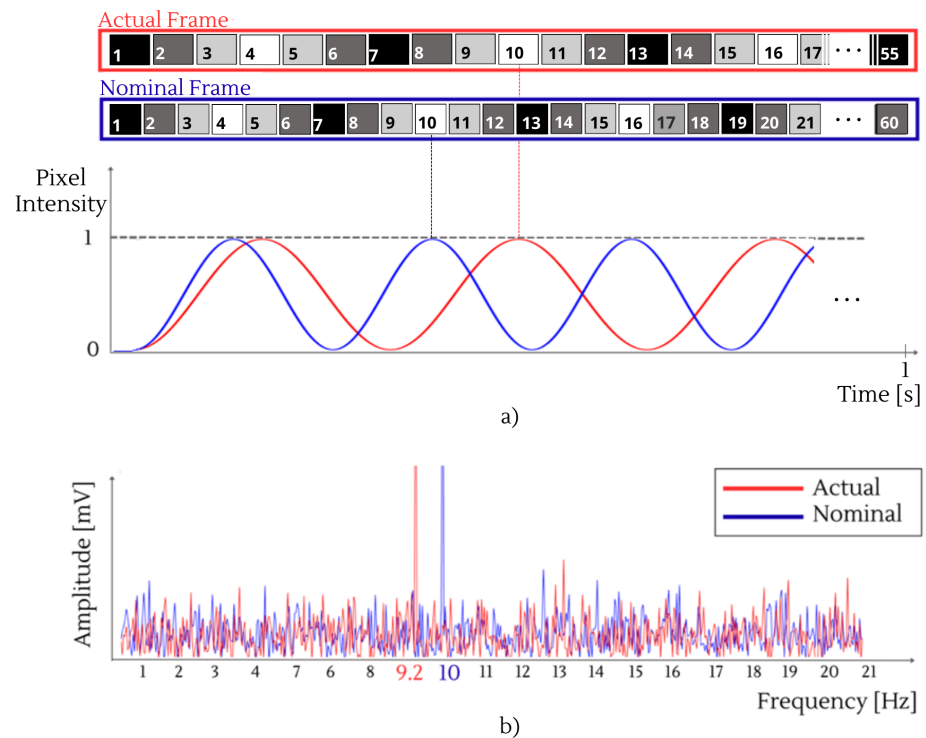 Actual Frame
1 2 3 4 5 6 7 8 9 10 11 12 13 14 15 16 17 ... 55
Nominal Frame
1 2 3 4 5 6 7 8 9 10 11 12 13 14 15 16 17 18 19 20 21 ... 60
Pixel
Intensity
1
...
0
1
Time [s]
a)
Amplitude [mV]
Actual
Nominal
1 2 3 4 7 6 8 9.2 10 11 12 13 14 15 16 17 18 19 20 21
Frequency [Hz]
b)